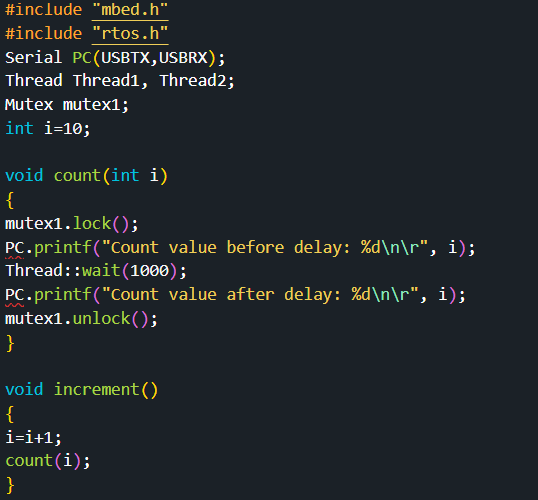 #include "mbed.h"
#include "rtos.h"
Serial PC(USBTX,USBRX);
Thread Thread1, Thread2;
Mutex mutex1;
int i=10;
void count(int i)
{
mutex1.lock();
PC.printf("Count value before delay: %d\n\r", i);
Thread::wait(1000);
PC.printf("Count value after delay: %d\n\r", i);
mutex1.unlock();
}
void increment()
{
i=i+1;
count(i);
}